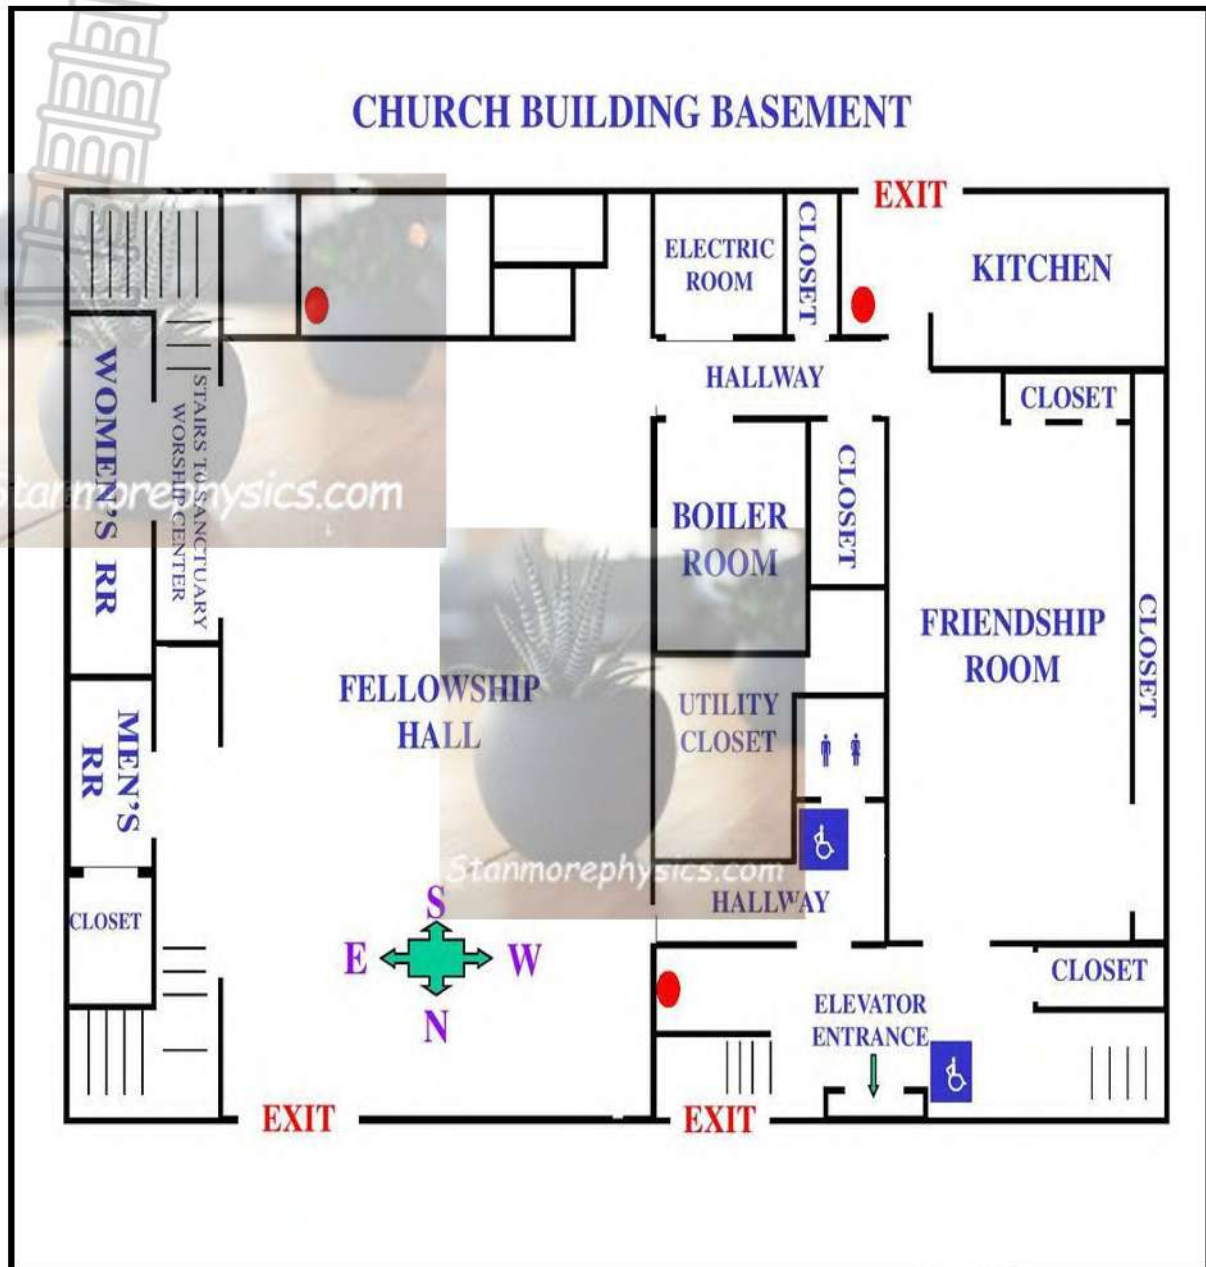 CHURCH BUILDING BASEMENT
EXIT
ELECTRIC
ROOM
CLOSET
KITCHEN
HALLWAY
CLOSET
WOMEN'S RR
STAIRS TO SANCTUARY
WORSHIP CENTER
Stanmorephysics.com
BOILER
ROOM
CLOSET
FRIENDSHIP
ROOM
CLOSET
FELLOWSHIP
HALL
UTILITY
CLOSET
MEN'S
RR
Stanmorephysics.com
HALLWAY
CLOSET
S
E W
N
CLOSET
ELEVATOR
ENTRANCE
EXIT
EXIT